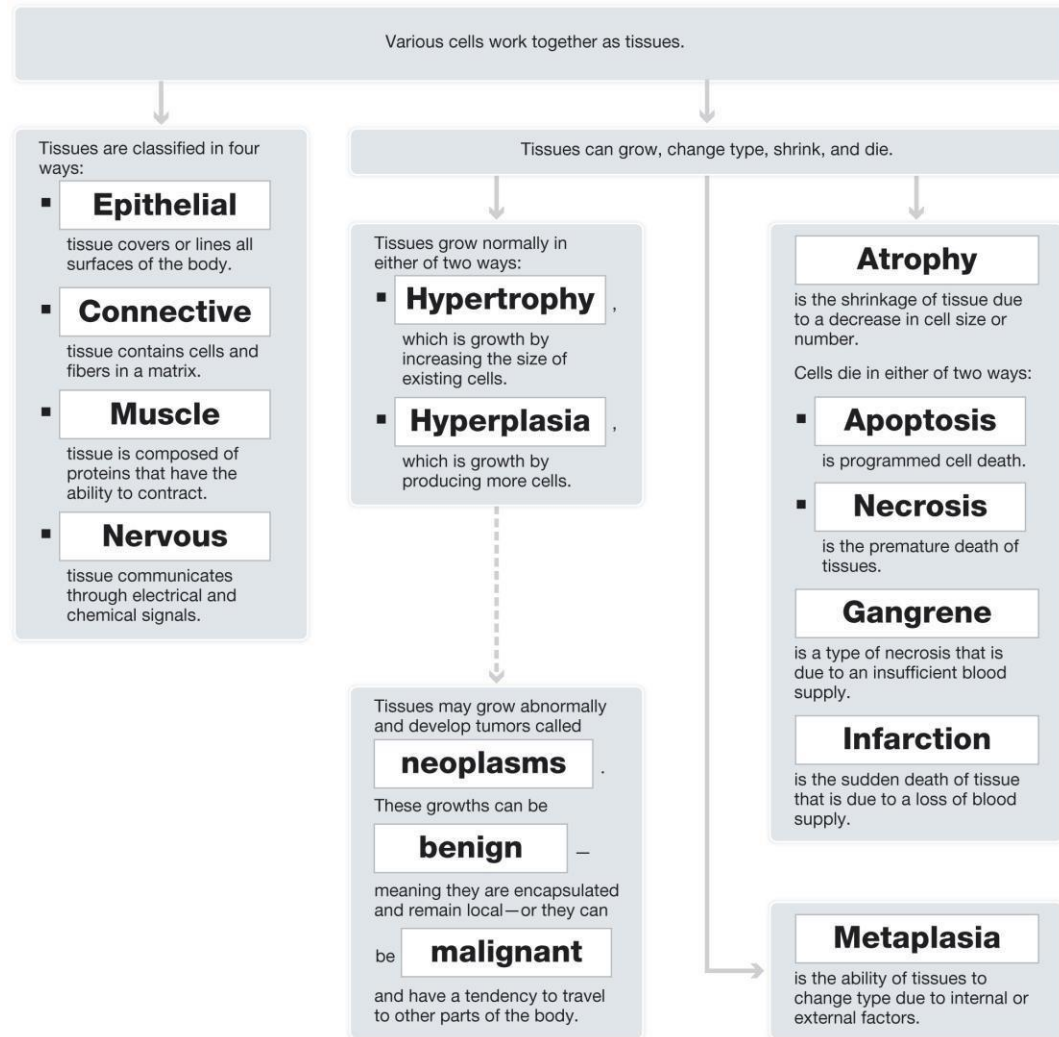 Various cells work together as tissues.
Tissues are classified in four
ways:
▪ Epithelial
tissue covers or lines all
surfaces of the body.
▪ Connective
tissue contains cells and
fibers in a matrix.
▪ Muscle
tissue is composed of
proteins that have the
ability to contract.
▪ Nervous
tissue communicates
through electrical and
chemical signals.
Tissues can grow, change type, shrink, and die.
Tissues grow normally in
either of two ways:
▪ Hypertrophy ,
which is growth by
increasing the size of
existing cells.
▪ Hyperplasia ,
which is growth by
producing more cells.
Tissues may grow abnormally
and develop tumors called
neoplasms .
These growths can be
benign –
meaning they are encapsulated
and remain local—or they can
be malignant
and have a tendency to travel
to other parts of the body.
Atrophy
is the shrinkage of tissue due
to a decrease in cell size or
number.
Cells die in either of two ways:
▪ Apoptosis
is programmed cell death.
▪ Necrosis
is the premature death of
tissues.
Gangrene
is a type of necrosis that is
due to an insufficient blood
supply.
Infarction
is the sudden death of tissue
that is due to a loss of blood
supply.
Metaplasia
is the ability of tissues to
change type due to internal or
external factors.